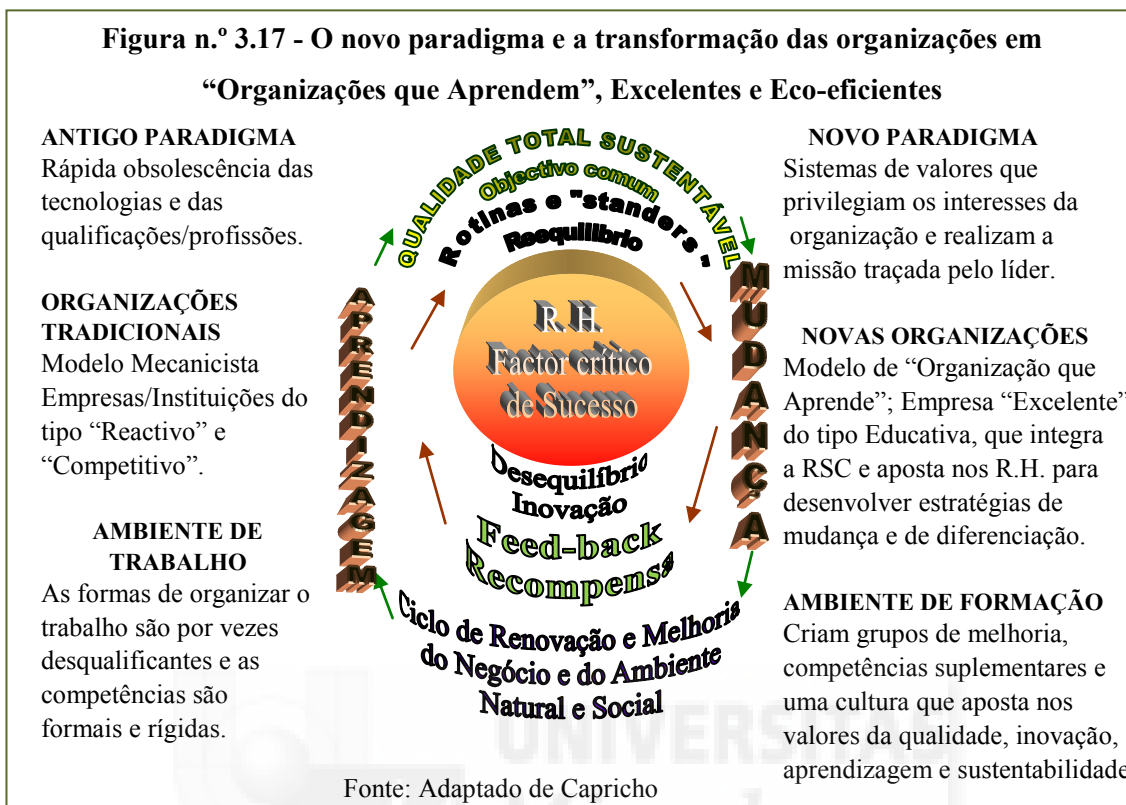 Figura n.º 3.17 - O novo paradigma e a transformação das organizações em
“Organizações que Aprendem”, Excelentes e Eco-eficientes
ANTIGO PARADIGMA
Rápida obsolescência das
tecnologias e das
qualificações/profissões.
ORGANIZAÇÕES
TRADICIONAIS
Modelo Mecanicista
Empresas/Instituições do
tipo “Reactivo” e
“Competitivo”.
AMBIENTE DE
TRABALHO
As formas de organizar o
trabalho são por vezes
desqualificantes e as
competências são
formais e rígidas.
QUALIDADE TOTAL SUSTENTÁVEL
Objectivo comum
Rotinas e "standers"
Reequilíbrio
APRENDIZAGEM
R. H.
Factor crítico
de Sucesso
MUDANÇA
Desequilíbrio
Inovação
Feed-back
Recompensa
Ciclo de Renovação e Melhoria
do Negócio e do Ambiente
Natural e Social
NOVO PARADIGMA
Sistemas de valores que
privilegiam os interesses da
organização e realizam a
missão traçada pelo líder.
NOVAS ORGANIZAÇÕES
Modelo de “Organização que
Aprende”; Empresa “Excelente”
do tipo Educativa, que integra
a RSC e aposta nos R.H. para
desenvolver estratégias de
mudança e de diferenciação.
AMBIENTE DE FORMAÇÃO
Criam grupos de melhoria,
competências suplementares e
uma cultura que aposta nos
valores da qualidade, inovação,
aprendizagem e sustentabilidade
UNIVERSITAT
Fonte: Adaptado de Capricho